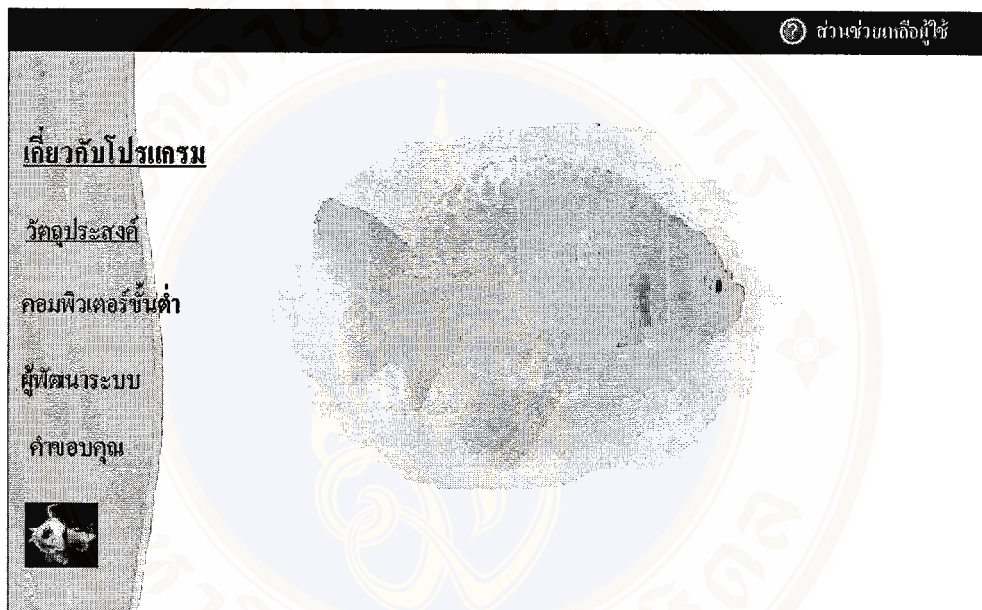 ส่วนช่วยเหลือผู้ใช้
เกี่ยวกับโปรแกรม
วัตถุประสงค์
คอมพิวเตอร์ขั้นต่ำ
ผู้พัฒนาระบบ
คำขอบคุณ